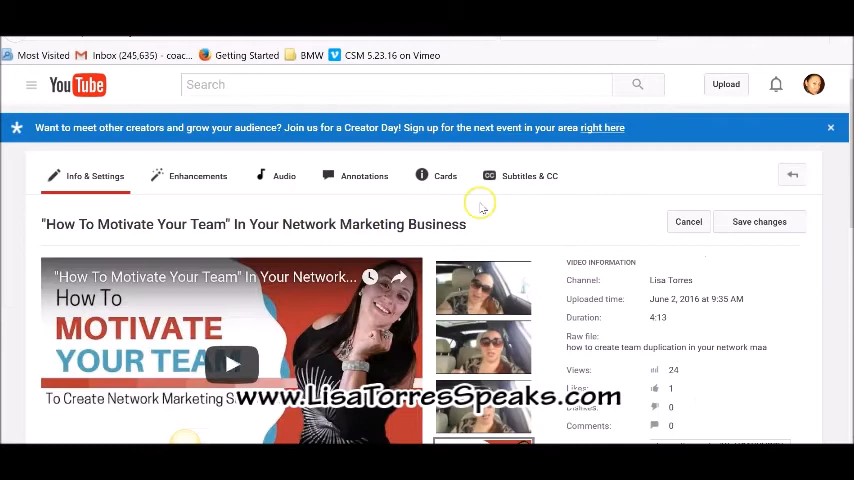 Most Visited Inbox (245,635) - coac... Getting Started BMW CSM 5.23.16 on Vimeo
YouTube Search Upload
Want to meet other creators and grow your audience? Join us for a Creator Day! Sign up for the next event in your area right here ×
Info & Settings Enhancements Audio Annotations Cards CC Subtitles & CC
"How To Motivate Your Team" In Your Network Marketing Business Cancel Save changes
"How To Motivate Your Team" In Your Network...
How To
MOTIVATE
YOUR TEAM
To Create Network Marketing S
VIDEO INFORMATION
Channel: Lisa Torres
Uploaded time: June 2, 2016 at 9:35 AM
Duration: 4:13
Raw file:
how to create team duplication in your network maa
Views: 24
Likes: 1
Dislikes: 0
Comments: 0
www.LisaTorresSpeaks.com